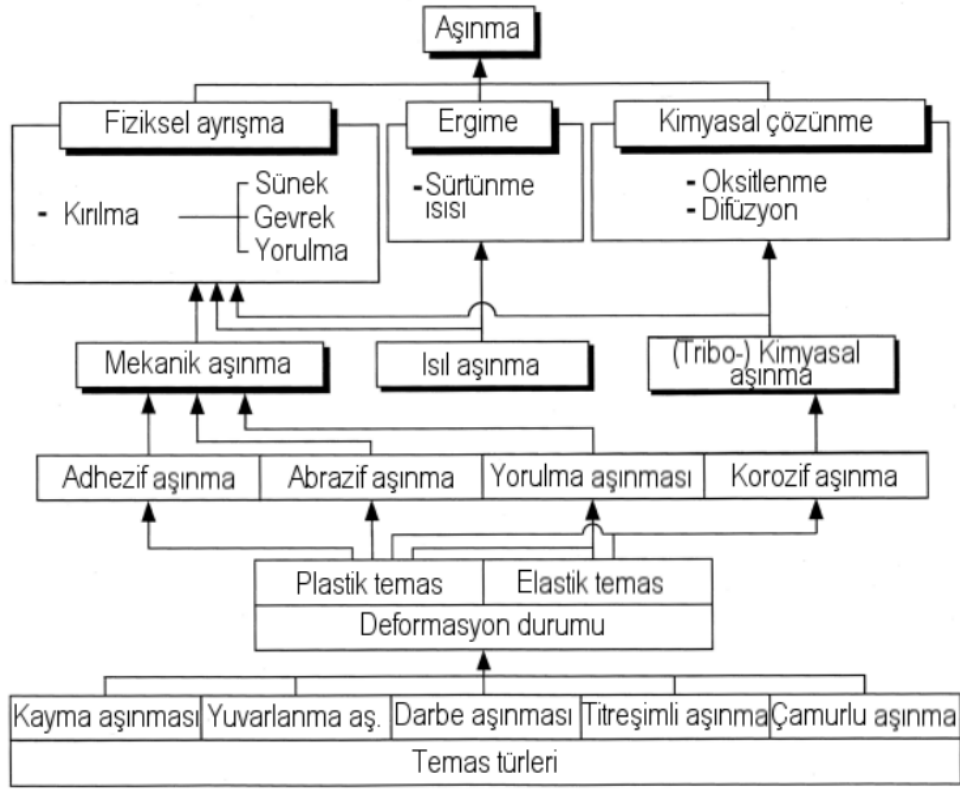 Aşınma
Fiziksel ayrışma
Ergime
Kimyasal çözünme
- Kırılma
Sünek
Gevrek
Yorulma
- Sürtünme
ısısı
- Oksitlenme
- Difüzyon
Mekanik aşınma
Isıl aşınma
(Tribo-) Kimyasal
aşınma
Adhezif aşınma
Abrazif aşınma
Yorulma aşınması
Korozif aşınma
Plastik temas
Elastik temas
Deformasyon durumu
Kayma aşınması
Yuvarlanma aş.
Darbe aşınması
Titreşimli aşınma
Çamurlu aşınma
Temas türleri